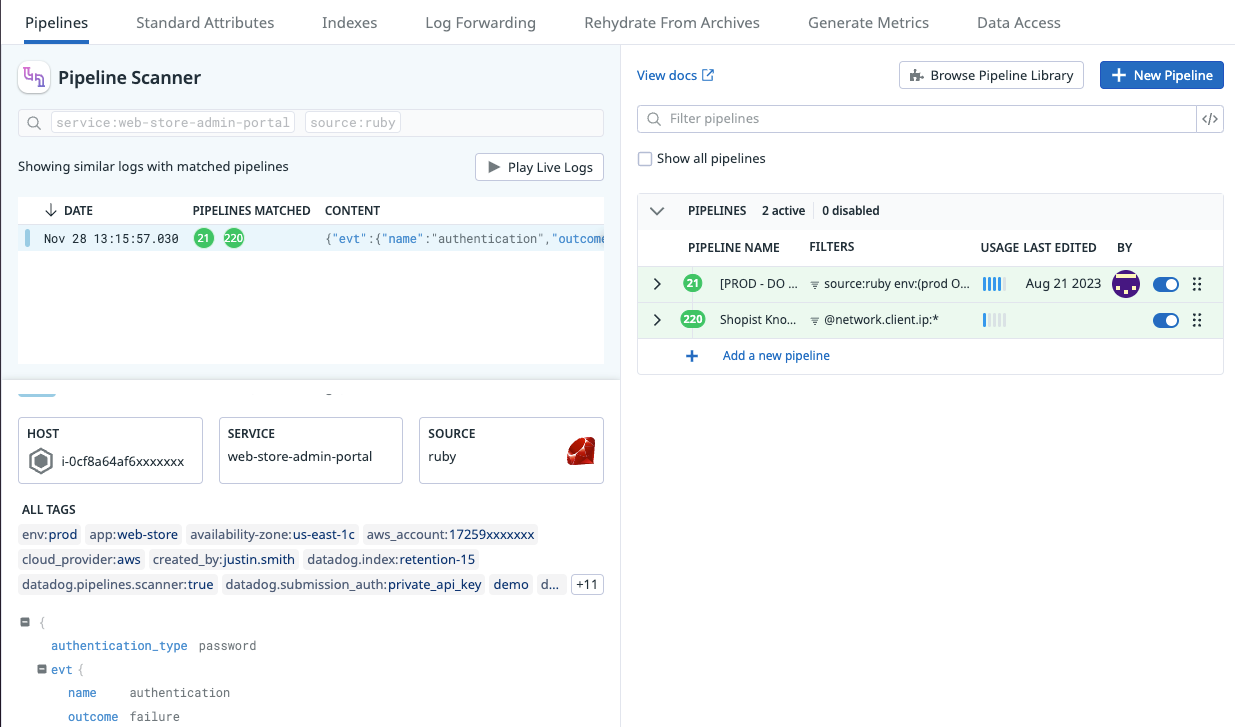 Pipelines Standard Attributes Indexes Log Forwarding Rehydrate From Archives Generate Metrics Data Access
Pipeline Scanner
service:web-store-admin-portal source:ruby
Showing similar logs with matched pipelines
Play Live Logs
DATE PIPELINES MATCHED CONTENT
Nov 28 13:15:57.030 21 220 {"evt":{"name":"authentication","outcome
HOST
i-0cf8a64af6xxxxxxx
SERVICE
web-store-admin-portal
SOURCE
ruby
ALL TAGS
env:prod app:web-store availability-zone:us-east-1c aws_account:17259xxxxxxx
cloud_provider:aws created_by:justin.smith datadog.index:retention-15
datadog.pipelines.scanner:true datadog.submission_auth:private_api_key demo d... +11
{
authentication_type password
evt {
name authentication
outcome failure
View docs
Browse Pipeline Library
New Pipeline
Filter pipelines
</>
Show all pipelines
PIPELINES 2 active 0 disabled
PIPELINE NAME FILTERS USAGE LAST EDITED BY
21 [PROD - DO ... source:ruby env:(prod O... Aug 21 2023
220 Shopist Kno... @network.client.ip:*
Add a new pipeline